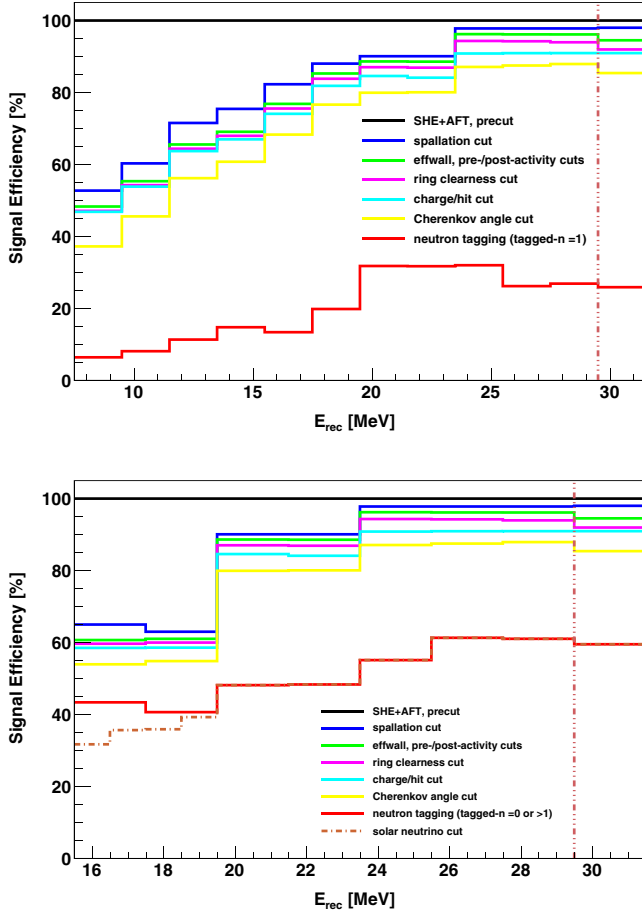 100
80
60
40
20
0
Signal Efficiency [%]
SHE+AFT, precut
spallation cut
effwall, pre-/post-activity cuts
ring clearness cut
charge/hit cut
Cherenkov angle cut
neutron tagging (tagged-n =1)
10 15 20 25 30
E_rec [MeV]
100
80
60
40
20
0
Signal Efficiency [%]
SHE+AFT, precut
spallation cut
effwall, pre-/post-activity cuts
ring clearness cut
charge/hit cut
Cherenkov angle cut
neutron tagging (tagged-n =0 or >1)
solar neutrino cut
16 18 20 22 24 26 28 30
E_rec [MeV]